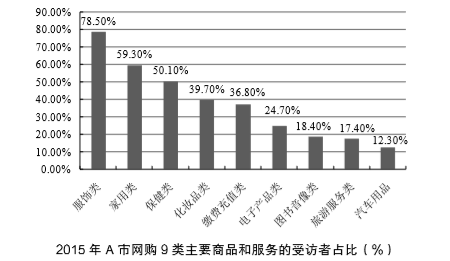 90.00%
80.00%
70.00%
60.00%
50.00%
40.00%
30.00%
20.00%
10.00%
0.00%
78.50%
59.30%
50.10%
39.70%
36.80%
24.70%
18.40%
17.40%
12.30%
服饰类
家用类
保健类
化妆品类
缴费充值类
电子产品类
图书音像类
旅游服务类
汽车用品
2015 年 A 市网购 9 类主要商品和服务的受访者占比（%）